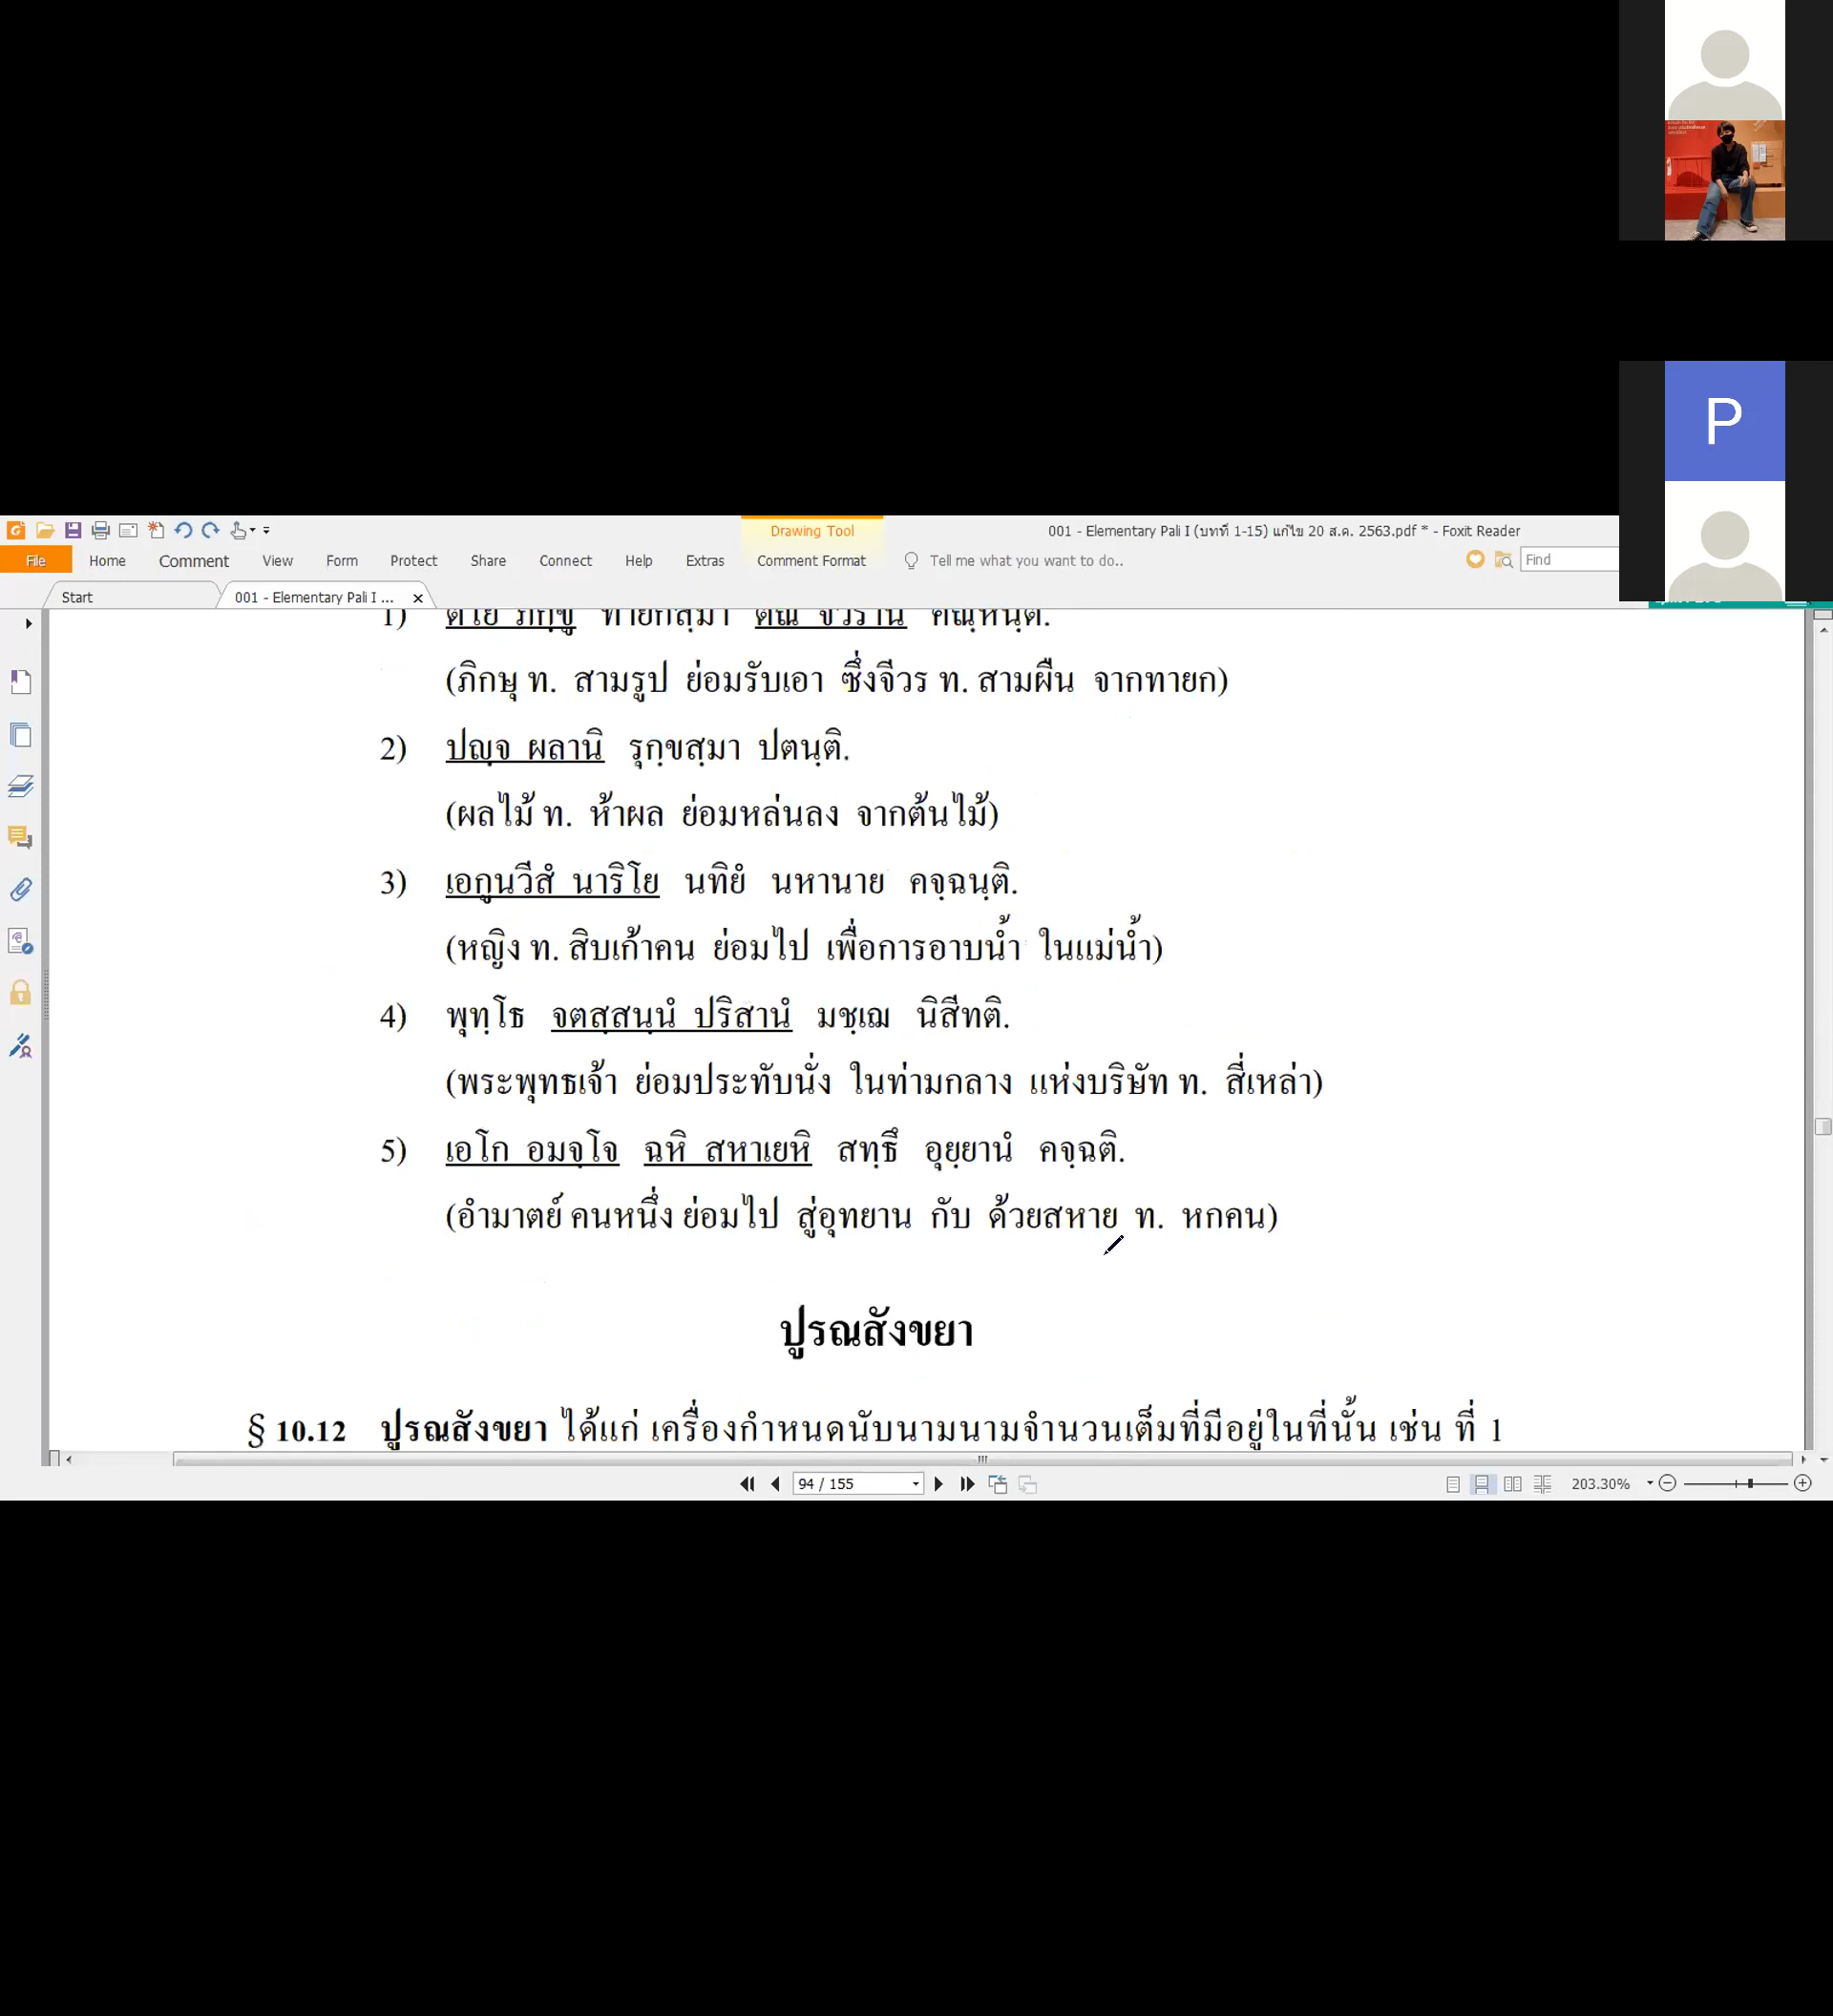 P
Drawing Tool
001 - Elementary Pali I (บทที่ 1-15) แก้ไข 20 ส.ค. 2563.pdf * - Foxit Reader
File Home Comment View Form Protect Share Connect Help Extras Comment Format Tell me what you want to do.. Find
Start 001 - Elementary Pali I ...
1)
(ภิกษุ ท. สามรูป ย่อมรับเอา ซึ่งจีวร ท. สามผืน จากทายก)
2) ปญฺจ ผลานิ รุกฺขสฺมา ปตนฺติ.
(ผลไม้ ท. ห้าผล ย่อมหล่นลง จากต้นไม้)
3) เอกูนวีสํ นาริโย นทิยํ นหานาย คจฺฉนฺติ.
(หญิง ท. สิบเก้าคน ย่อมไป เพื่อการอาบน้ำ ในแม่น้ำ)
4) พุทฺโธ จตสฺสนฺนํ ปริสานํ มชฺเฌ นิสีทติ.
(พระพุทธเจ้า ย่อมประทับนั่ง ในท่ามกลาง แห่งบริษัท ท. สี่เหล่า)
5) เอโก อมจฺโจ ฉหิ สหาเยหิ สทฺธึ อุยฺยานํ คจฺฉติ.
(อำมาตย์ คนหนึ่ง ย่อมไป สู่อุทยาน กับ ด้วยสหาย ท. หกคน)
ปูรณสังขยา
§ 10.12 ปูรณสังขยา ได้แก่ เครื่องกำหนดนับนามนามจำนวนเต็มที่มีอยู่ในที่นั้น เช่น ที่ 1
94 / 155 203.30%